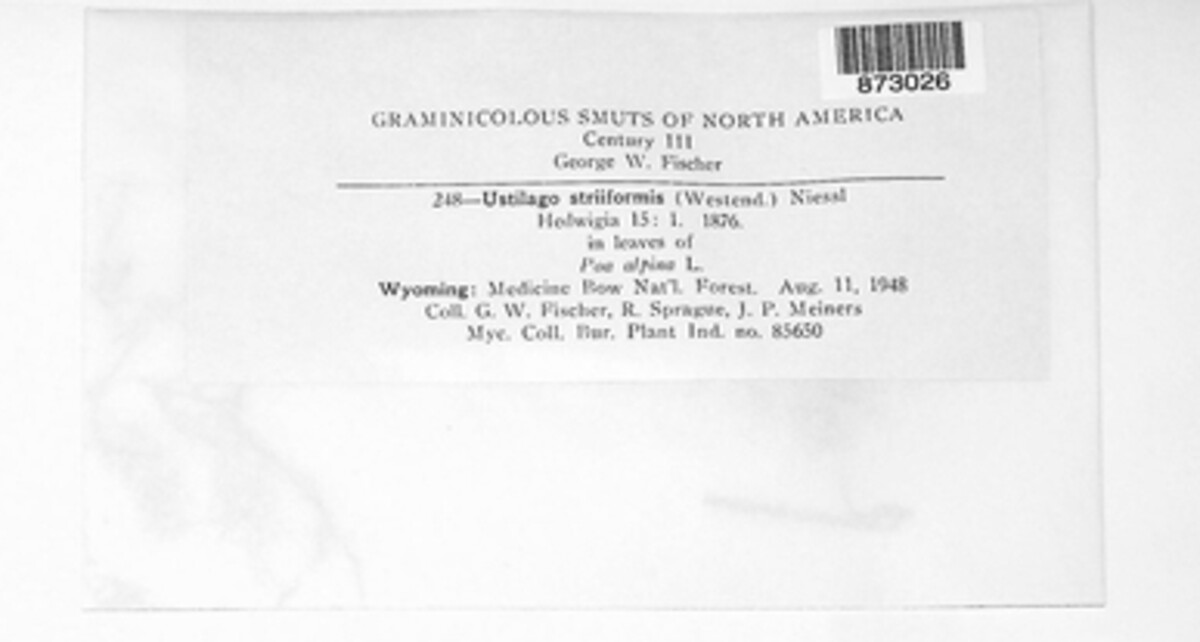 873026
GRAMINICOLOUS SMUTS OF NORTH AMERICA
Century III
George W. Fischer
248—Ustilago striiformis (Westend.) Niessl
Hedwigia 15: 1. 1876.
in leaves of
Poa alpina L.
Wyoming: Medicine Bow Nat'l. Forest. Aug. 11, 1948
Coll. G. W. Fischer, R. Sprague, J. P. Meiners
Myc. Coll. Bur. Plant Ind. no. 85650